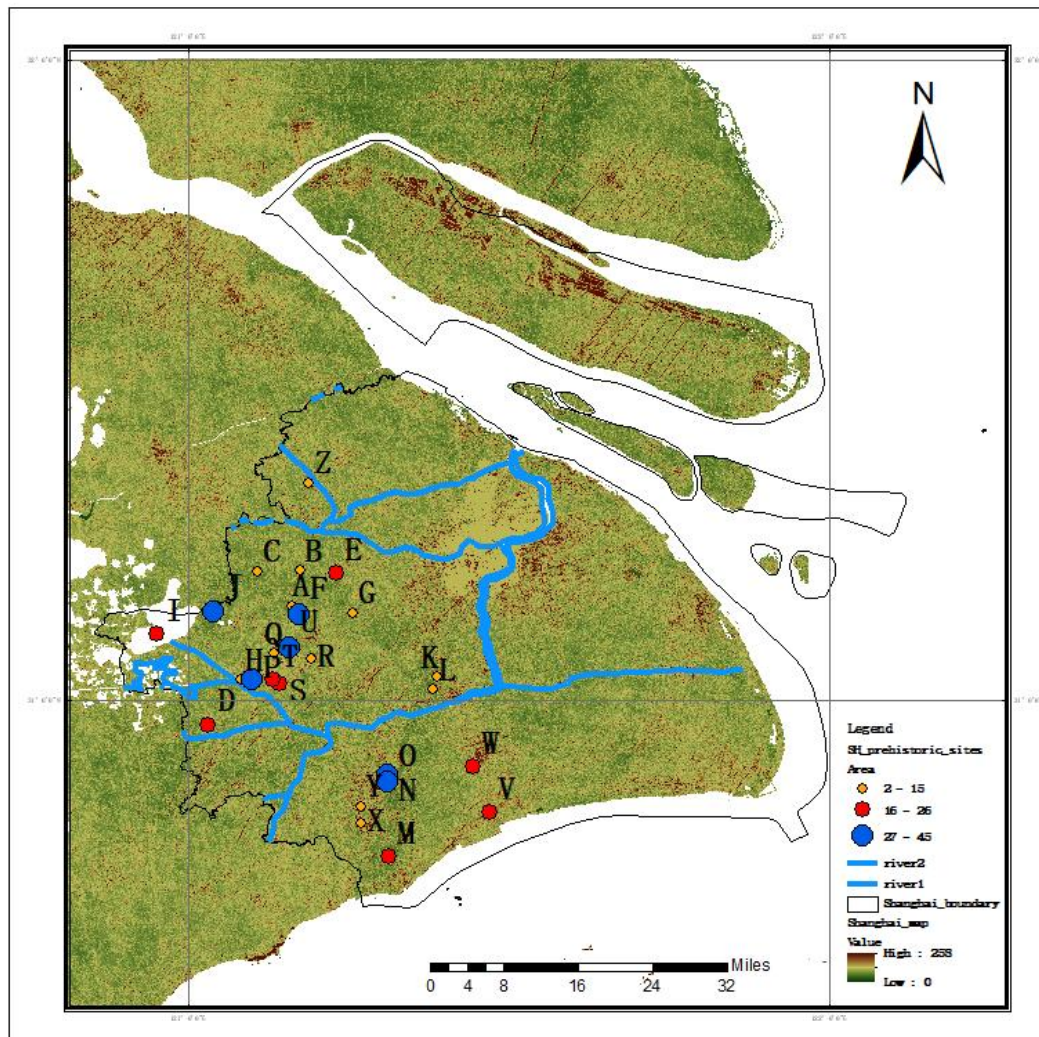 N
Z
C B E
J A F G
I U
Q
H P T R K L
D S
O W
Y N V
X M
Legend
SH_prehistoric_sites
Area
2 - 15
16 - 26
27 - 45
river2
river1
Shanghai_boundary
Shanghai_map
Value
High : 255
Low : 0
Miles
0 4 8 16 24 32